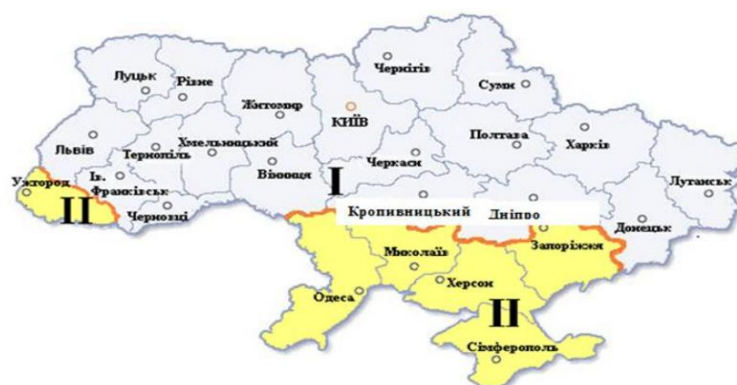 Чернігів
Луцьк
Рівне
Суми
Житомир
КИЇВ
Львів
Хмельницький
Полтава
Харків
Тернопіль
Черкаси
Ужгород
Ів.
Франківськ
Вінниця
I
Луганськ
II
Чернівці
Кропивницький
Дніпро
Донецьк
Запоріжжя
Миколаїв
Херсон
Одеса
II
Сімферополь